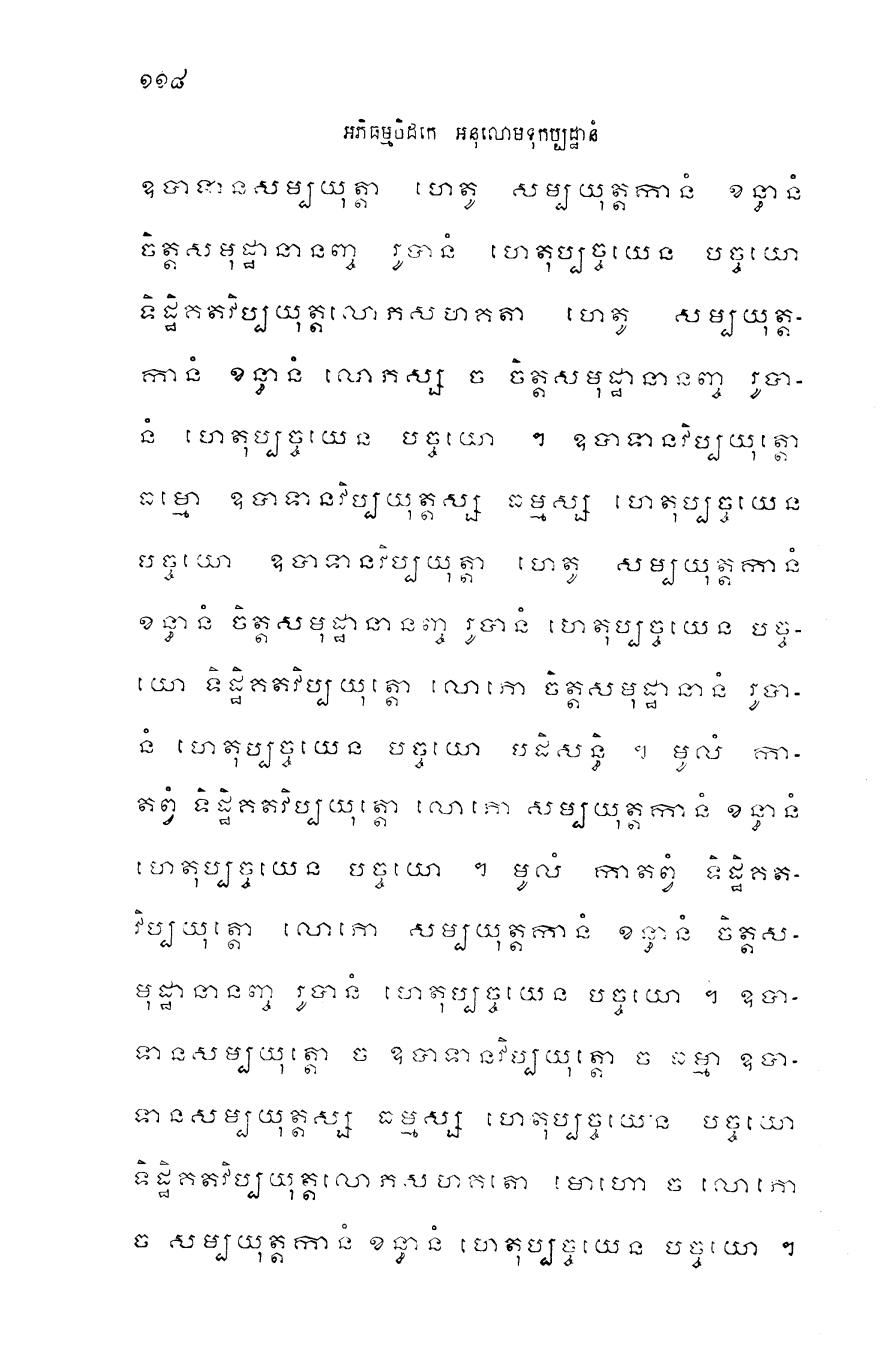 ១១៨
អភិធម្មបិដកេ អនុលោមទុកប្បដ្ឋានំ
ឧបាទានសម្បយុត្តា ហេតូ សម្បយុត្តកានំ ខន្ធានំ
ចិត្តសមុដ្ឋានានញ្ច រូបានំ ហេតុប្បច្ចយេន បច្ចយោ
ទិដ្ឋិគតវិប្បយុត្តលោភសហគតា ហេតូ សម្បយុត្ត-
កានំ ខន្ធានំ លោភស្ស ច ចិត្តសមុដ្ឋានានញ្ច រូបា-
នំ ហេតុប្បច្ចយេន បច្ចយោ ។ ឧបាទានវិប្បយុត្តោ
ធម្មោ ឧបាទានវិប្បយុត្តស្ស ធម្មស្ស ហេតុប្បច្ចយេន
បច្ចយោ ឧបាទានវិប្បយុត្តា ហេតូ សម្បយុត្តកានំ
ខន្ធានំ ចិត្តសមុដ្ឋានានញ្ច រូបានំ ហេតុប្បច្ចយេន បច្ច-
យោ ទិដ្ឋិគតវិប្បយុត្តោ លោភោ ចិត្តសមុដ្ឋានានំ រូបា-
នំ ហេតុប្បច្ចយេន បច្ចយោ បដិសន្ធិ ។ មូលំ កា-
តព្វំ ទិដ្ឋិគតវិប្បយុត្តោ លោភោ សម្បយុត្តកានំ ខន្ធានំ
ហេតុប្បច្ចយេន បច្ចយោ ។ មូលំ កាតព្វំ ទិដ្ឋិគត-
វិប្បយុត្តោ លោភោ សម្បយុត្តកានំ ខន្ធានំ ចិត្តស-
មុដ្ឋានានញ្ច រូបានំ ហេតុប្បច្ចយេន បច្ចយោ ។ ឧបា-
ទានសម្បយុត្តោ ច ឧបាទានវិប្បយុត្តោ ច ធម្មា ឧបា-
ទានសម្បយុត្តស្ស ធម្មស្ស ហេតុប្បច្ចយេន បច្ចយោ
ទិដ្ឋិគតវិប្បយុត្តលោភសហគតោ មោហោ ច លោភោ
ច សម្បយុត្តកានំ ខន្ធានំ ហេតុប្បច្ចយេន បច្ចយោ ។